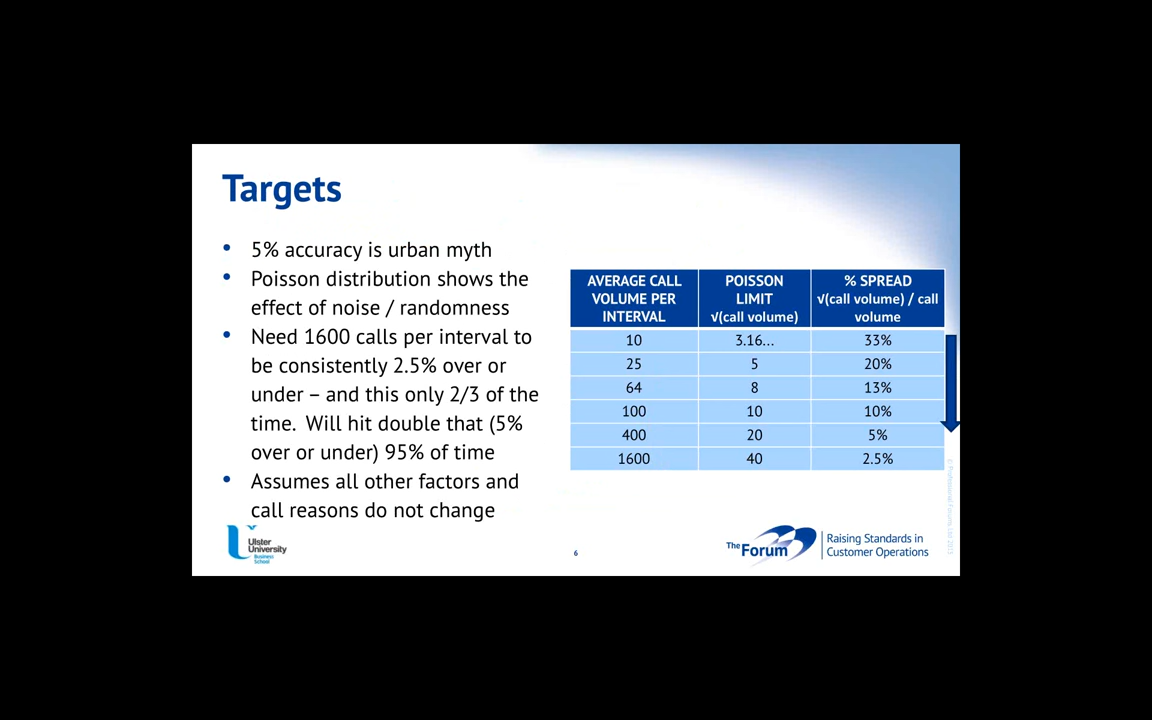 Targets
• 5% accuracy is urban myth
• Poisson distribution shows the
effect of noise / randomness
• Need 1600 calls per interval to
be consistently 2.5% over or
under – and this only 2/3 of the
time. Will hit double that (5%
over or under) 95% of time
• Assumes all other factors and
call reasons do not change
AVERAGE CALL
VOLUME PER
INTERVAL
POISSON
LIMIT
√(call volume)
% SPREAD
√(call volume) / call
volume
10 3.16... 33%
25 5 20%
64 8 13%
100 10 10%
400 20 5%
1600 40 2.5%
Ulster
University
Business
School
6
The Forum
Raising Standards in
Customer Operations